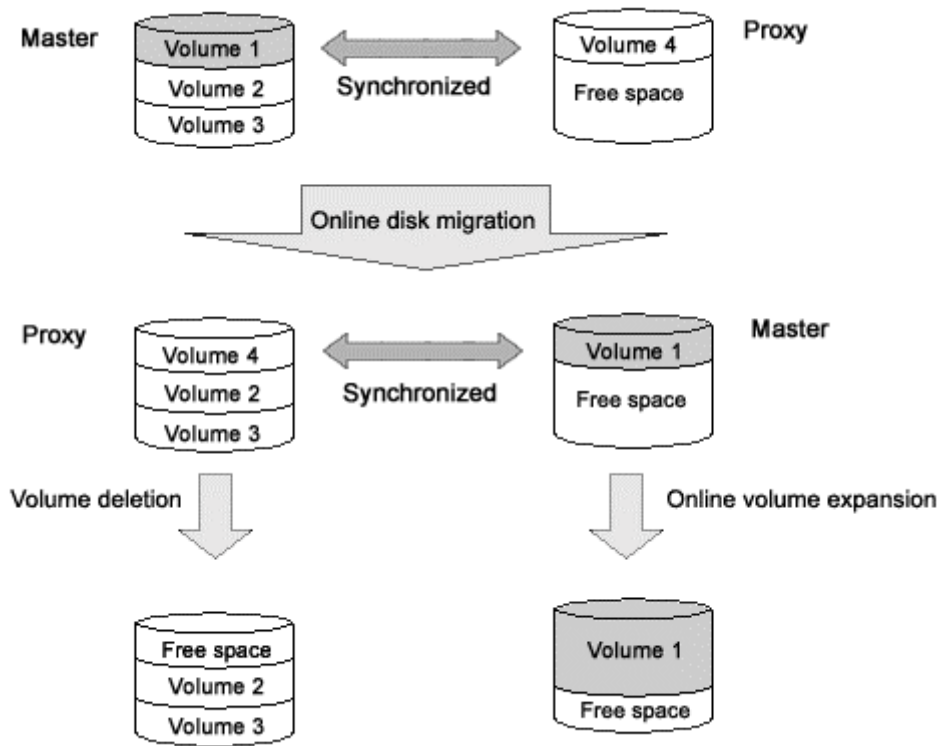 Master
Volume 1
Volume 2
Volume 3
Synchronized
Volume 4
Free space
Proxy
Online disk migration
Proxy
Volume 4
Volume 2
Volume 3
Synchronized
Volume 1
Free space
Master
Volume deletion
Online volume expansion
Free space
Volume 2
Volume 3
Volume 1
Free space